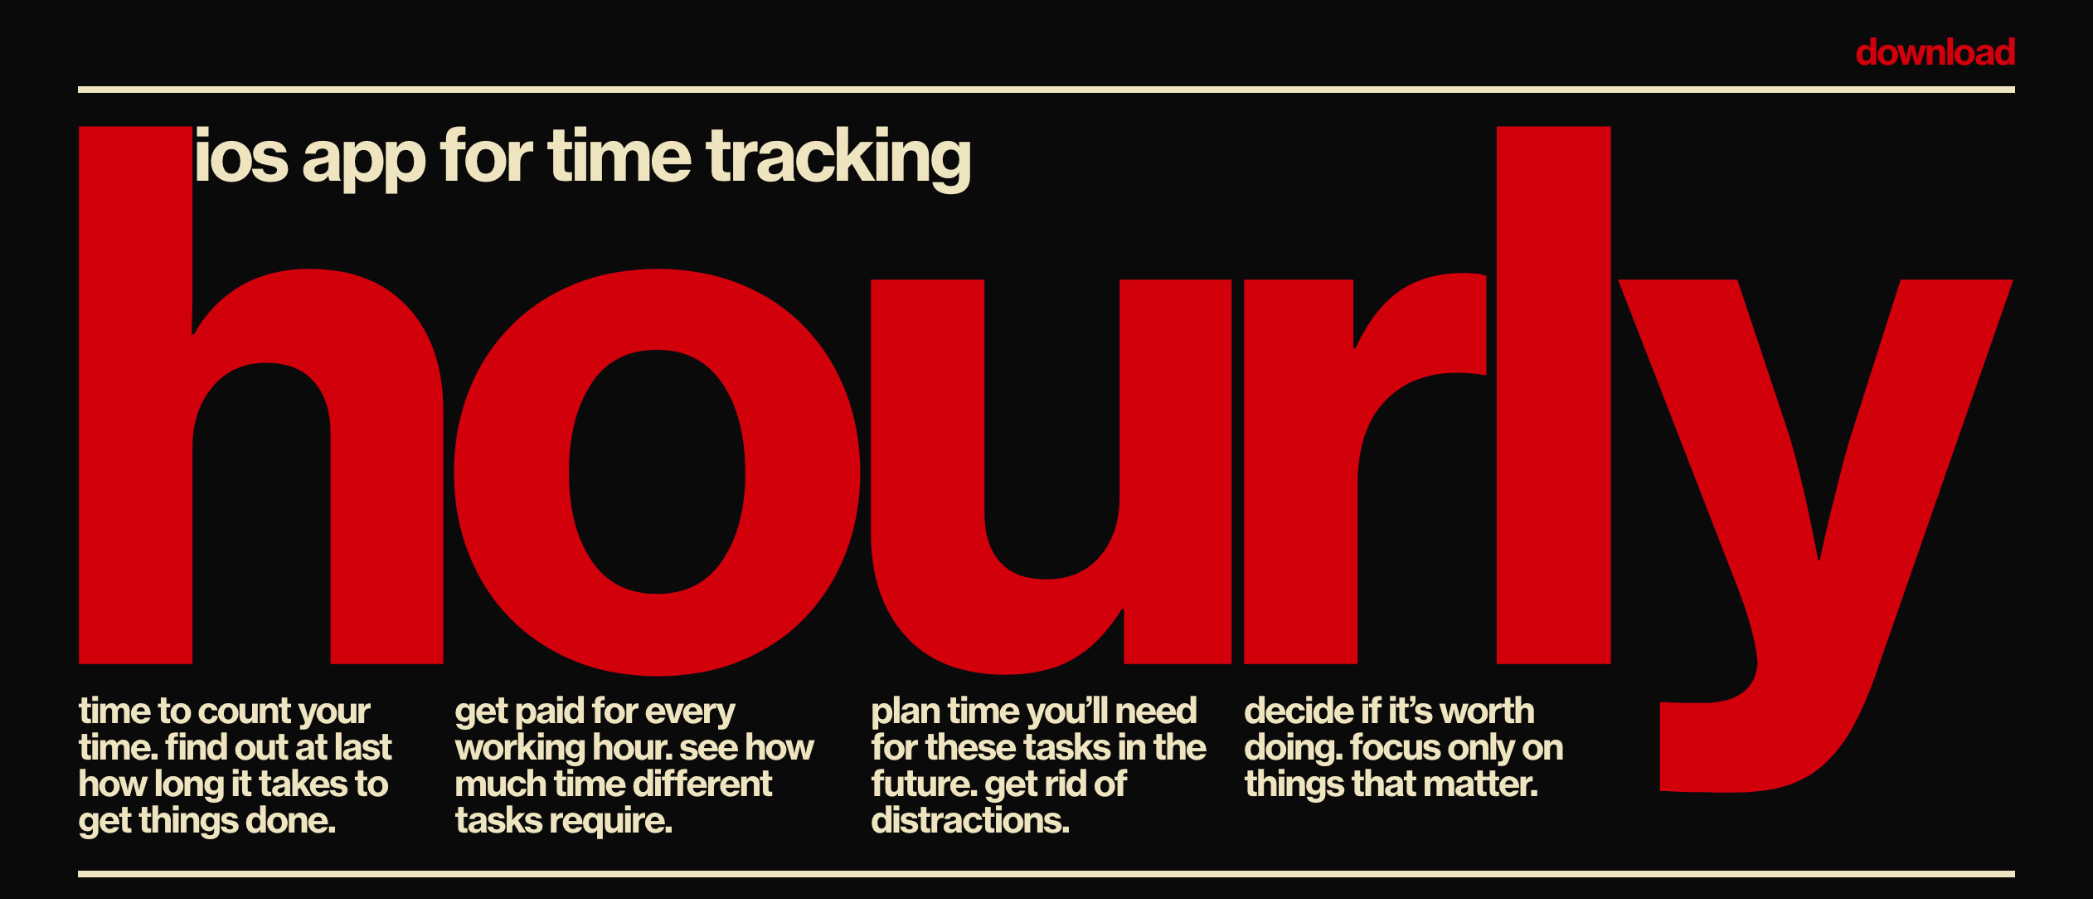 download
ios app for time tracking
hourly
time to count your
time. find out at last
how long it takes to
get things done.
get paid for every
working hour. see how
much time different
tasks require.
plan time you’ll need
for these tasks in the
future. get rid of
distractions.
decide if it’s worth
doing. focus only on
things that matter.